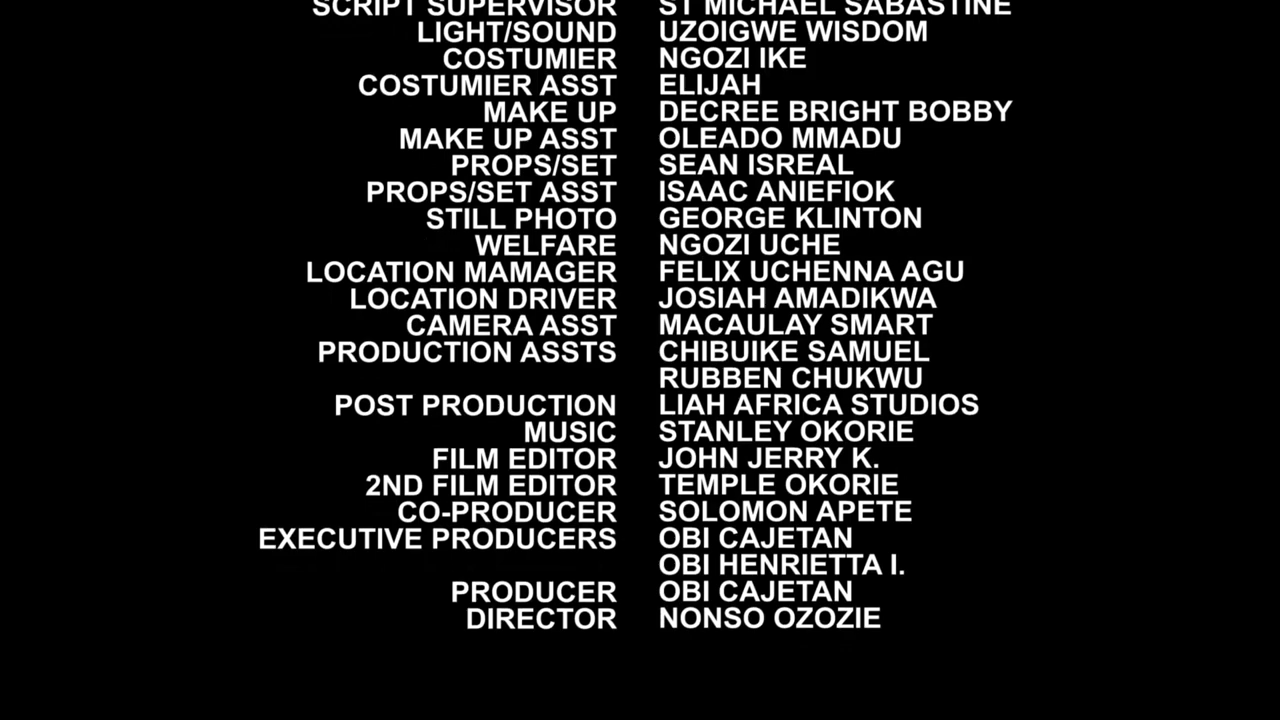 SCRIPT SUPERVISOR ST MICHAEL SABASTINE
LIGHT/SOUND UZOIGWE WISDOM
COSTUMIER NGOZI IKE
COSTUMIER ASST ELIJAH
MAKE UP DECREE BRIGHT BOBBY
MAKE UP ASST OLEADO MMADU
PROPS/SET SEAN ISREAL
PROPS/SET ASST ISAAC ANIEFIOK
STILL PHOTO GEORGE KLINTON
WELFARE NGOZI UCHE
LOCATION MAMAGER FELIX UCHENNA AGU
LOCATION DRIVER JOSIAH AMADIKWA
CAMERA ASST MACAULAY SMART
PRODUCTION ASSTS CHIBUIKE SAMUEL
RUBBEN CHUKWU
POST PRODUCTION LIAH AFRICA STUDIOS
MUSIC STANLEY OKORIE
FILM EDITOR JOHN JERRY K.
2ND FILM EDITOR TEMPLE OKORIE
CO-PRODUCER SOLOMON APETE
EXECUTIVE PRODUCERS OBI CAJETAN
OBI HENRIETTA I.
PRODUCER OBI CAJETAN
DIRECTOR NONSO OZOZIE